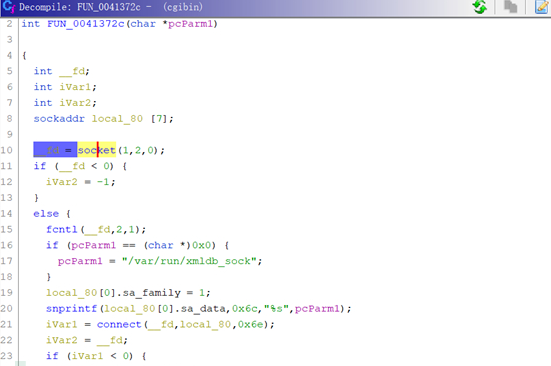 Decompile: FUN_0041372c - (cgibin)
2 int FUN_0041372c(char *pcParm1)
3
4 {
5 int __fd;
6 int iVar1;
7 int iVar2;
8 sockaddr local_80 [7];
9
10 __fd = socket(1,2,0);
11 if (__fd < 0) {
12 iVar2 = -1;
13 }
14 else {
15 fcntl(__fd,2,1);
16 if (pcParm1 == (char *)0x0) {
17 pcParm1 = "/var/run/xmldb_sock";
18 }
19 local_80[0].sa_family = 1;
20 snprintf(local_80[0].sa_data,0x6c,"%s",pcParm1);
21 iVar1 = connect(__fd,local_80,0x6e);
22 iVar2 = __fd;
23 if (iVar1 < 0) {